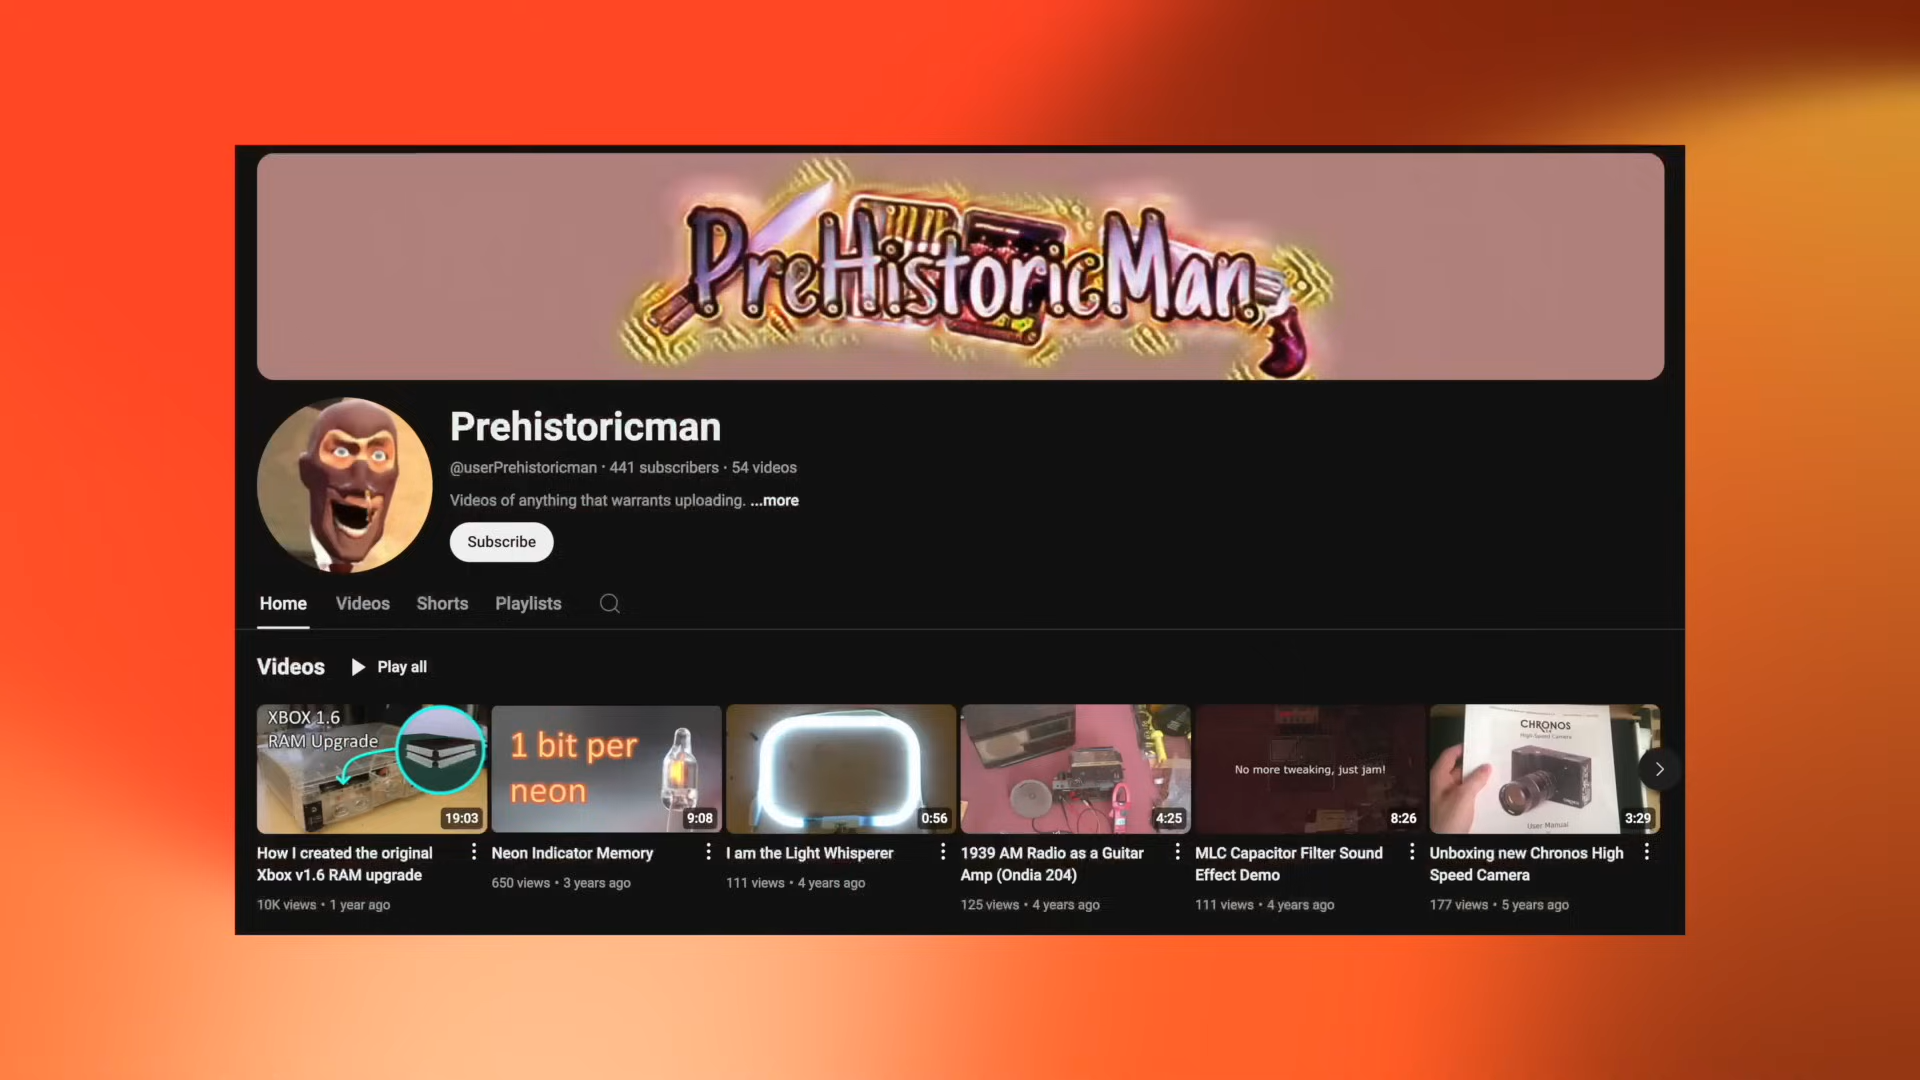 PreHistoricMan
Prehistoricman
@userPrehistoricman • 441 subscribers • 54 videos
Videos of anything that warrants uploading. ...more
Subscribe
Home Videos Shorts Playlists
Videos Play all
XBOX 1.6
RAM Upgrade
19:03
1 bit per
neon
9:08
0:56
4:25
No more tweaking, just jam!
8:26
CHRONOS
High-Speed Camera
User Manual
3:29
How I created the original
Xbox v1.6 RAM upgrade
10K views • 1 year ago
Neon Indicator Memory
650 views • 3 years ago
I am the Light Whisperer
111 views • 4 years ago
1939 AM Radio as a Guitar
Amp (Ondia 204)
125 views • 4 years ago
MLC Capacitor Filter Sound
Effect Demo
111 views • 4 years ago
Unboxing new Chronos High
Speed Camera
177 views • 5 years ago